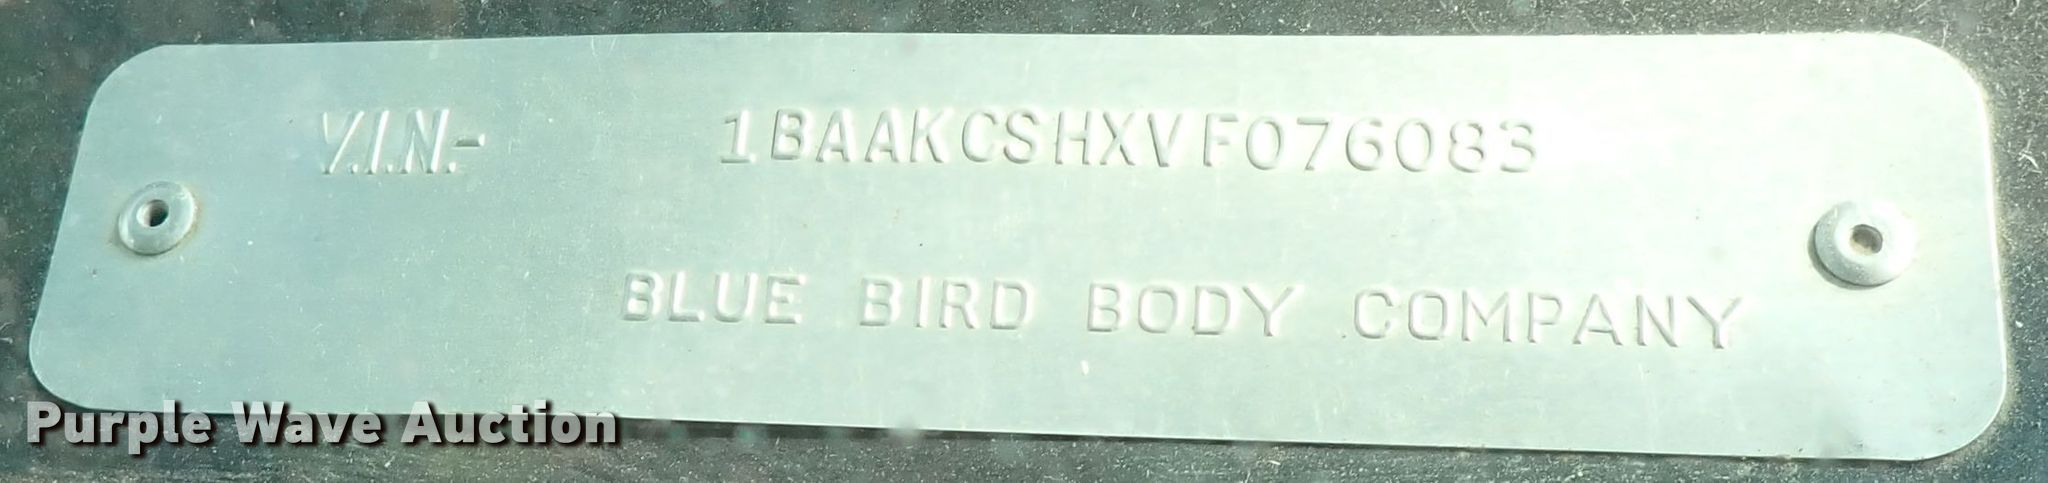 V.I.N.- 1BAAKCSHXVF076083
BLUE BIRD BODY COMPANY
Purple Wave Auction